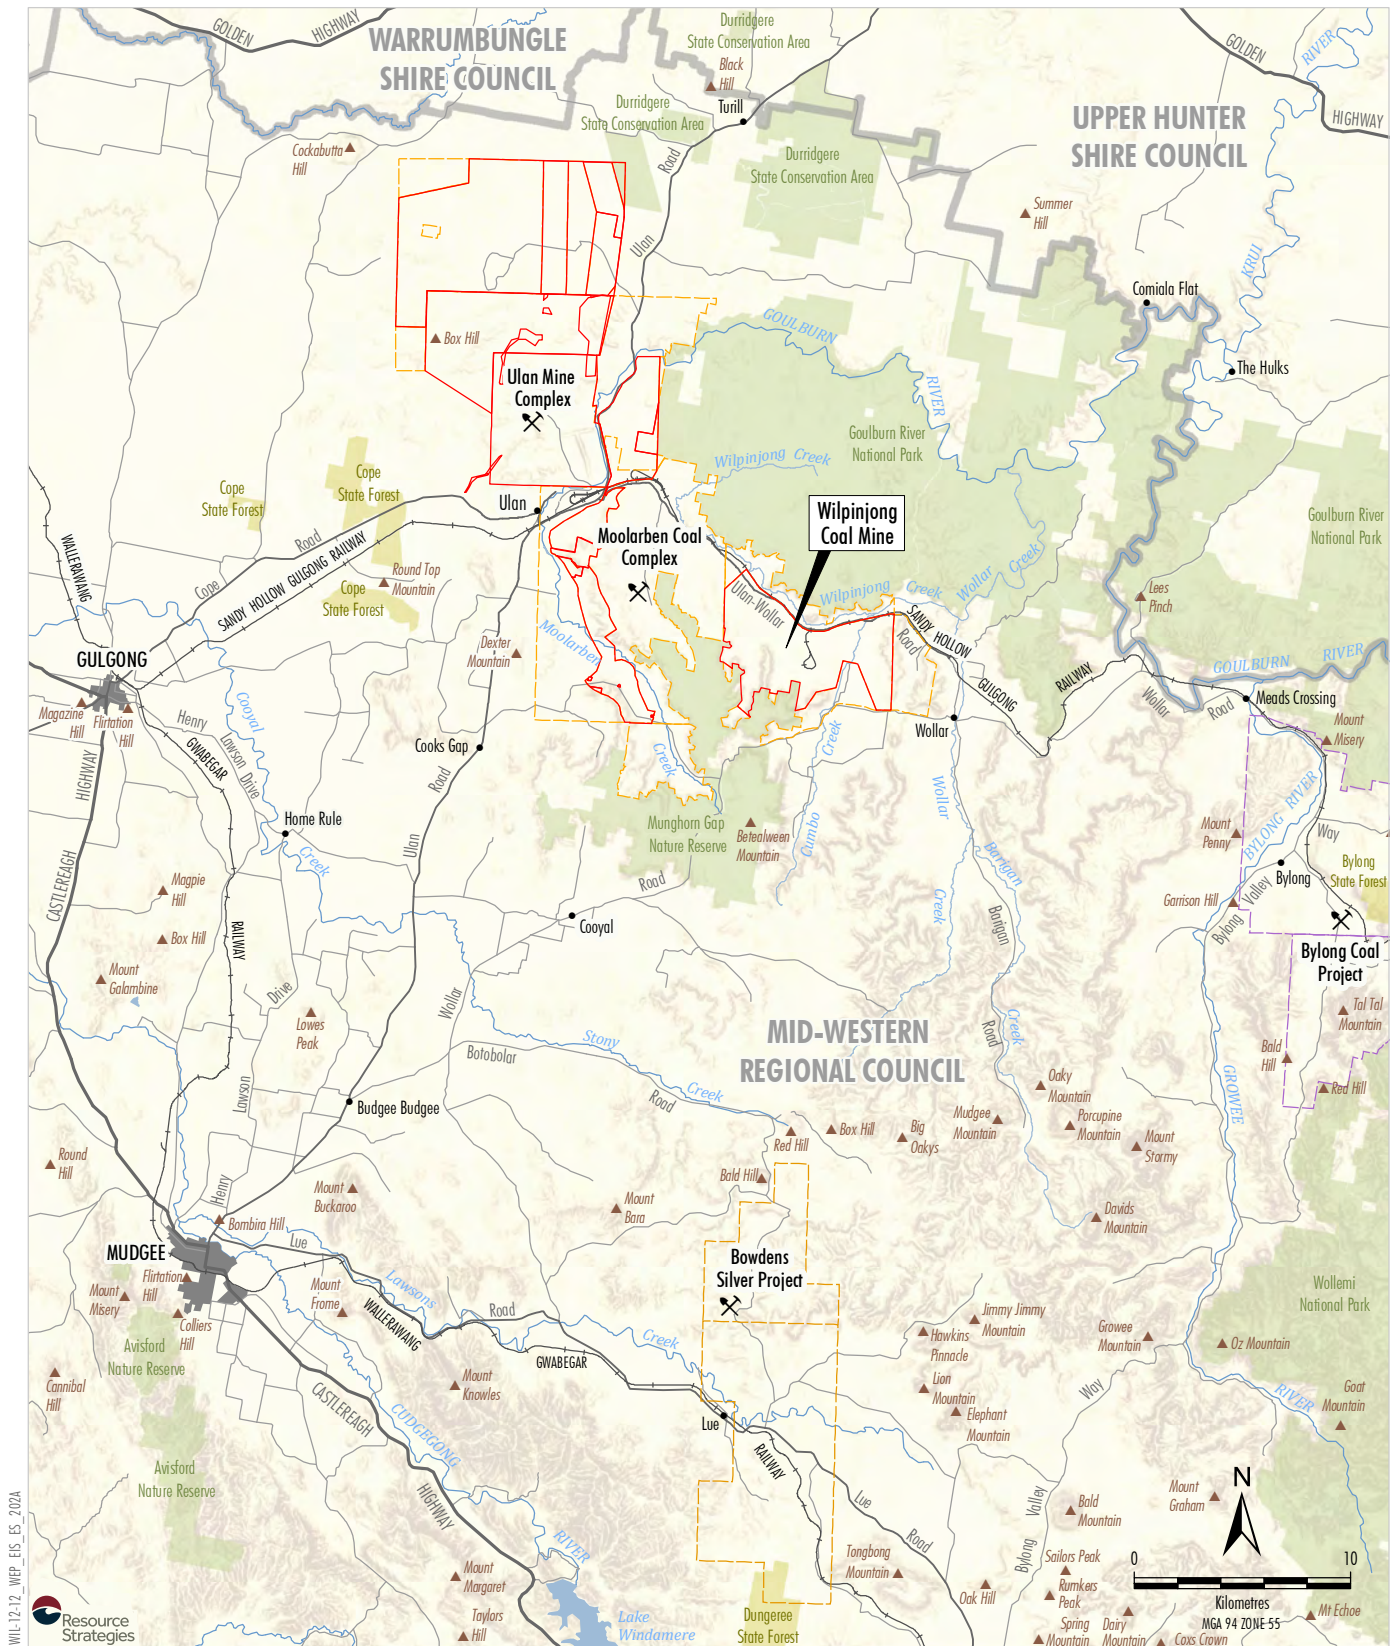 GOLDEN
HIGHWAY
WARRUMBUNGLE
SHIRE COUNCIL
Durridgere
State Conservation Area
Black
Hill
Turill
GOLDEN
RIVER
HIGHWAY
Durridgere
State Conservation Area
UPPER HUNTER
SHIRE COUNCIL
Cockabutta
Hill
Road
Durridgere
State Conservation Area
Summer
Hill
Ulan
KRUI
Comiala Flat
GOULBURN
Box Hill
The Hulks
Ulan Mine
Complex
RIVER
Goulburn River
National Park
Wilpinjong Creek
Cope
State Forest
Cope
State Forest
Ulan
Wilpinjong
Coal Mine
Goulburn River
National Park
WALLERAWANG
Road
Moolarben Coal
Complex
Creek
SANDY HOLLOW GULGONG RAILWAY
Cope
Round Top
Mountain
Cope
State Forest
Ulan-Wollar
Wilpinjong
Creek
Wollar
Lees
Pinch
SANDY HOLLOW
Road
Moolarben
Dexter
Mountain
GULGONG
GOULBURN
RIVER
RAILWAY
GULGONG
Wollar
Road
Meads Crossing
Magazine
Hill
Flirtation
Hill
Cooyal
Henry
Lawson Drive
GWABEGAR
Cooks Gap
Creek
Creek
Wollar
Mount
Misery
HIGHWAY
Road
Wollar
RIVER
Home Rule
Munghorn Gap
Nature Reserve
Betealween
Mountain
Cumbo
Mount
Penny
BYLONG
Way
Ulan
Creek
Barigan
Bylong
Bylong
State Forest
CASTLEREAGH
Magpie
Hill
Road
Creek
Garrison Hill
Valley
Bylong
Cooyal
Barigan
Box Hill
RAILWAY
Bylong Coal
Project
Mount
Galambine
Drive
Wollar
Tal Tal
Mountain
Lowes
Peak
Stony
MID-WESTERN
REGIONAL COUNCIL
Road
Creek
Botobolar
Bald
Hill
Lawson
Creek
Road
Oaky
Mountain
GROWEE
Red Hill
Budgee Budgee
Red Hill
Box Hill
Big
Oakys
Mudgee
Mountain
Porcupine
Mountain
Mount
Stormy
Round
Hill
Henry
Mount
Buckaroo
Bald Hill
Mount
Bara
Davids
Mountain
Bombira Hill
Lue
MUDGEE
Bowdens
Silver Project
Flirtation
Hill
Mount
Misery
Mount
Frome
Lawsons
Wollemi
National Park
Colliers
Hill
WALLERAWANG
Road
Creek
Jimmy Jimmy
Mountain
Hawkins
Pinnacle
Growee
Mountain
Oz Mountain
Avisford
Nature Reserve
GWABEGAR
Cannibal
Hill
Mount
Knowles
Lion
Mountain
Way
RIVER
Goat
Mountain
CASTLEREAGH
CUDGEGONG
Lue
Elephant
Mountain
RAILWAY
Avisford
Nature Reserve
HIGHWAY
Lue
Road
Valley
Bylong
Bald
Mountain
Mount
Graham
N
RIVER
Tongbong
Mountain
Sailors Peak
0
10
Mount
Margaret
Oak Hill
Rumkers
Peak
Kilometres
MGA 94 ZONE 55
Taylors
Hill
Lake
Windamere
Dungeree
State Forest
Spring
Mountain
Dairy
Mountain
Coxs Crown
Mt Echoe
Resource
Strategies
WIL-12-12_WEP_EIS_ES_202A